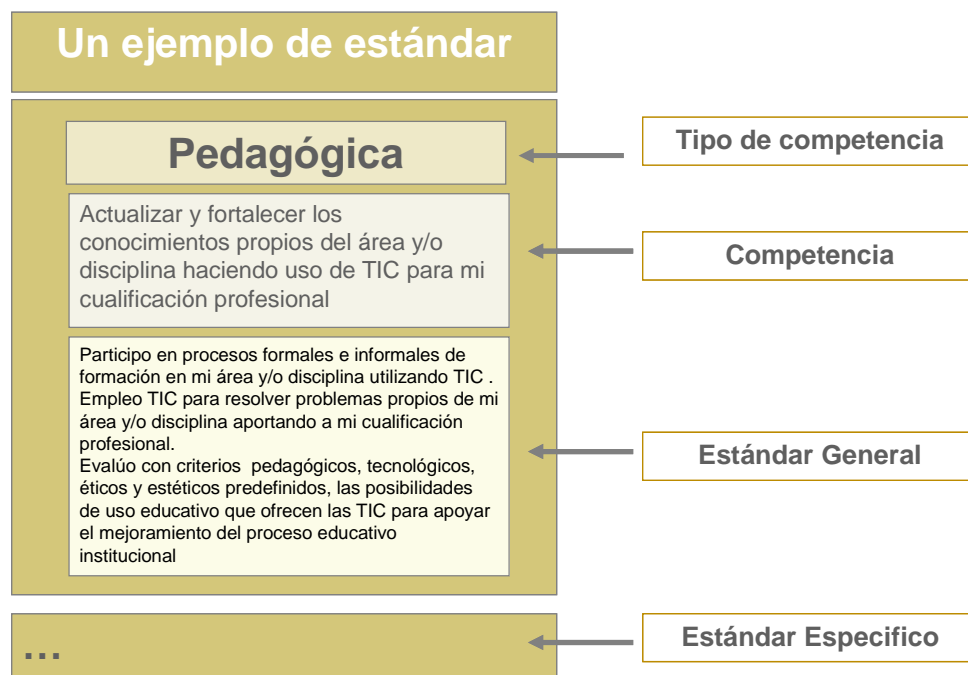 Un ejemplo de estándar
Pedagógica
Tipo de competencia
Actualizar y fortalecer los
conocimientos propios del área y/o
disciplina haciendo uso de TIC para mi
cualificación profesional
Competencia
Participo en procesos formales e informales de
formación en mi área y/o disciplina utilizando TIC .
Empleo TIC para resolver problemas propios de mi
área y/o disciplina aportando a mi cualificación
profesional.
Evalúo con criterios  pedagógicos, tecnológicos,
éticos y estéticos predefinidos, las posibilidades
de uso educativo que ofrecen las TIC para apoyar
el mejoramiento del proceso educativo
institucional
Estándar General
...
Estándar Especifico